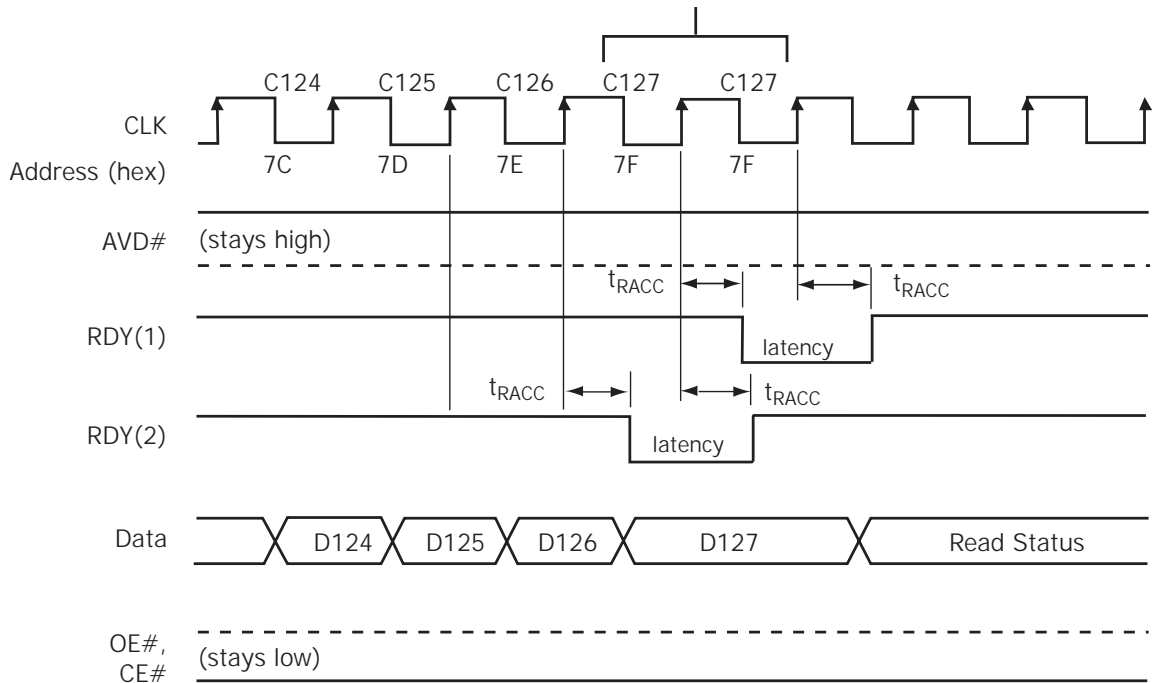 C124 C125 C126 C127 C127
CLK
7C 7D 7E 7F 7F
Address (hex)
AVD# (stays high)
tRACC tRACC
RDY(1)
latency
tRACC tRACC
RDY(2)
latency
Data D124 D125 D126 D127 Read Status
OE#,
(stays low)
CE#